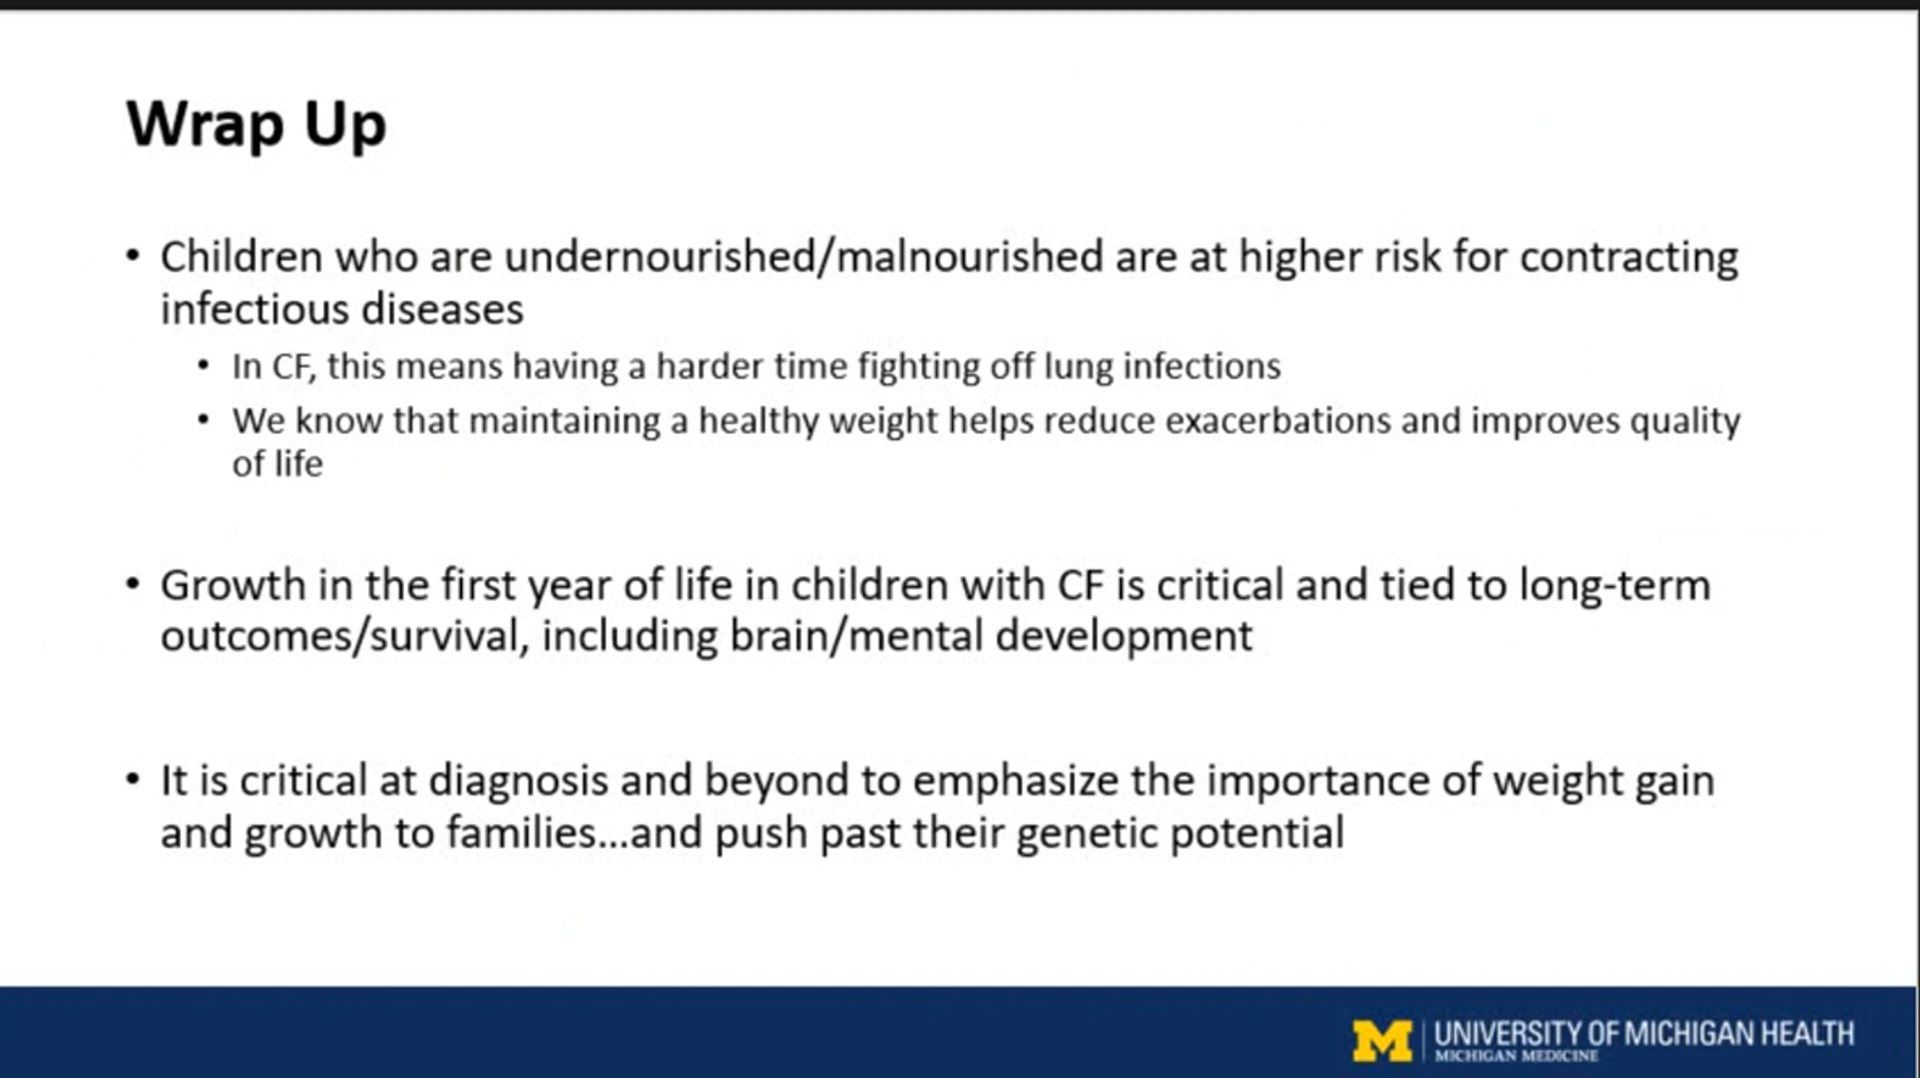 Wrap Up
• Children who are undernourished/malnourished are at higher risk for contracting
infectious diseases
• In CF, this means having a harder time fighting off lung infections
• We know that maintaining a healthy weight helps reduce exacerbations and improves quality
of life
• Growth in the first year of life in children with CF is critical and tied to long-term
outcomes/survival, including brain/mental development
• It is critical at diagnosis and beyond to emphasize the importance of weight gain
and growth to families...and push past their genetic potential
M UNIVERSITY OF MICHIGAN HEALTH
MICHIGAN MEDICINE